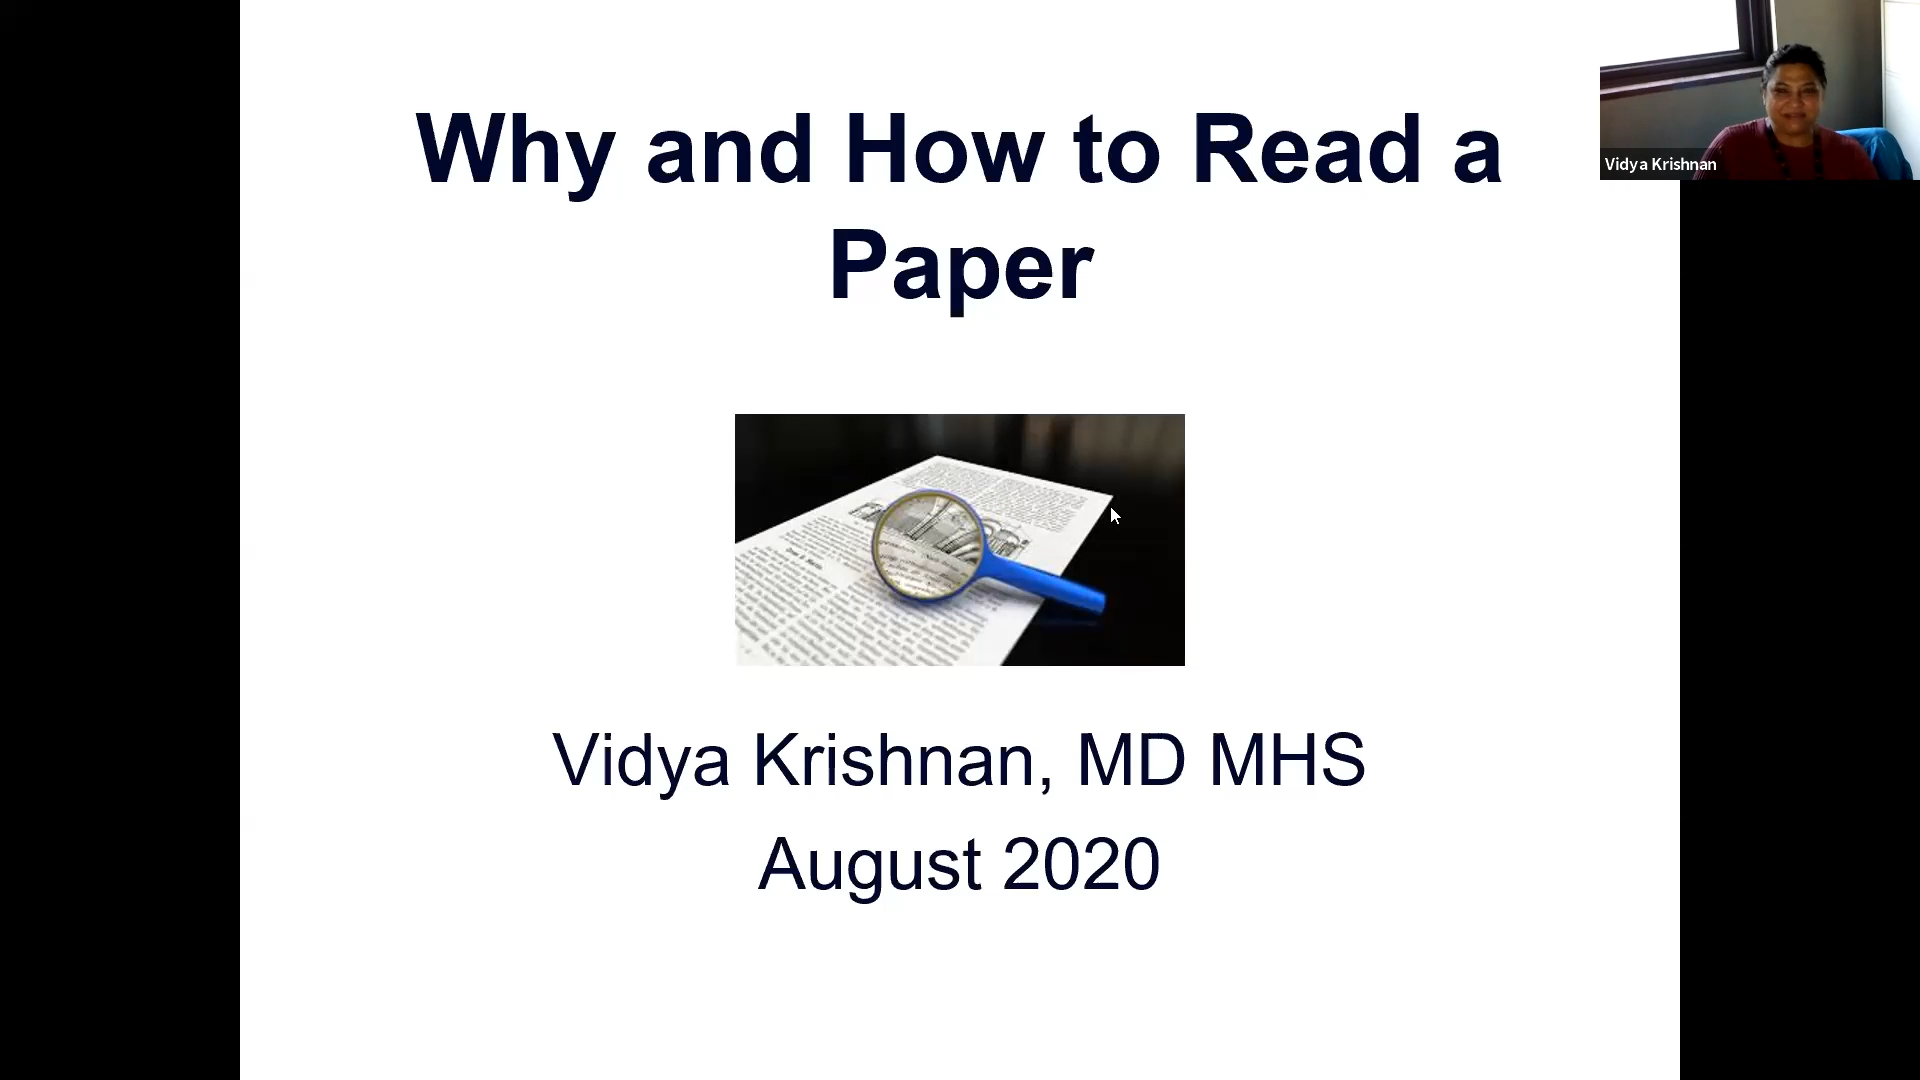 Why and How to Read a
Paper
Vidya Krishnan
Vidya Krishnan, MD MHS
August 2020